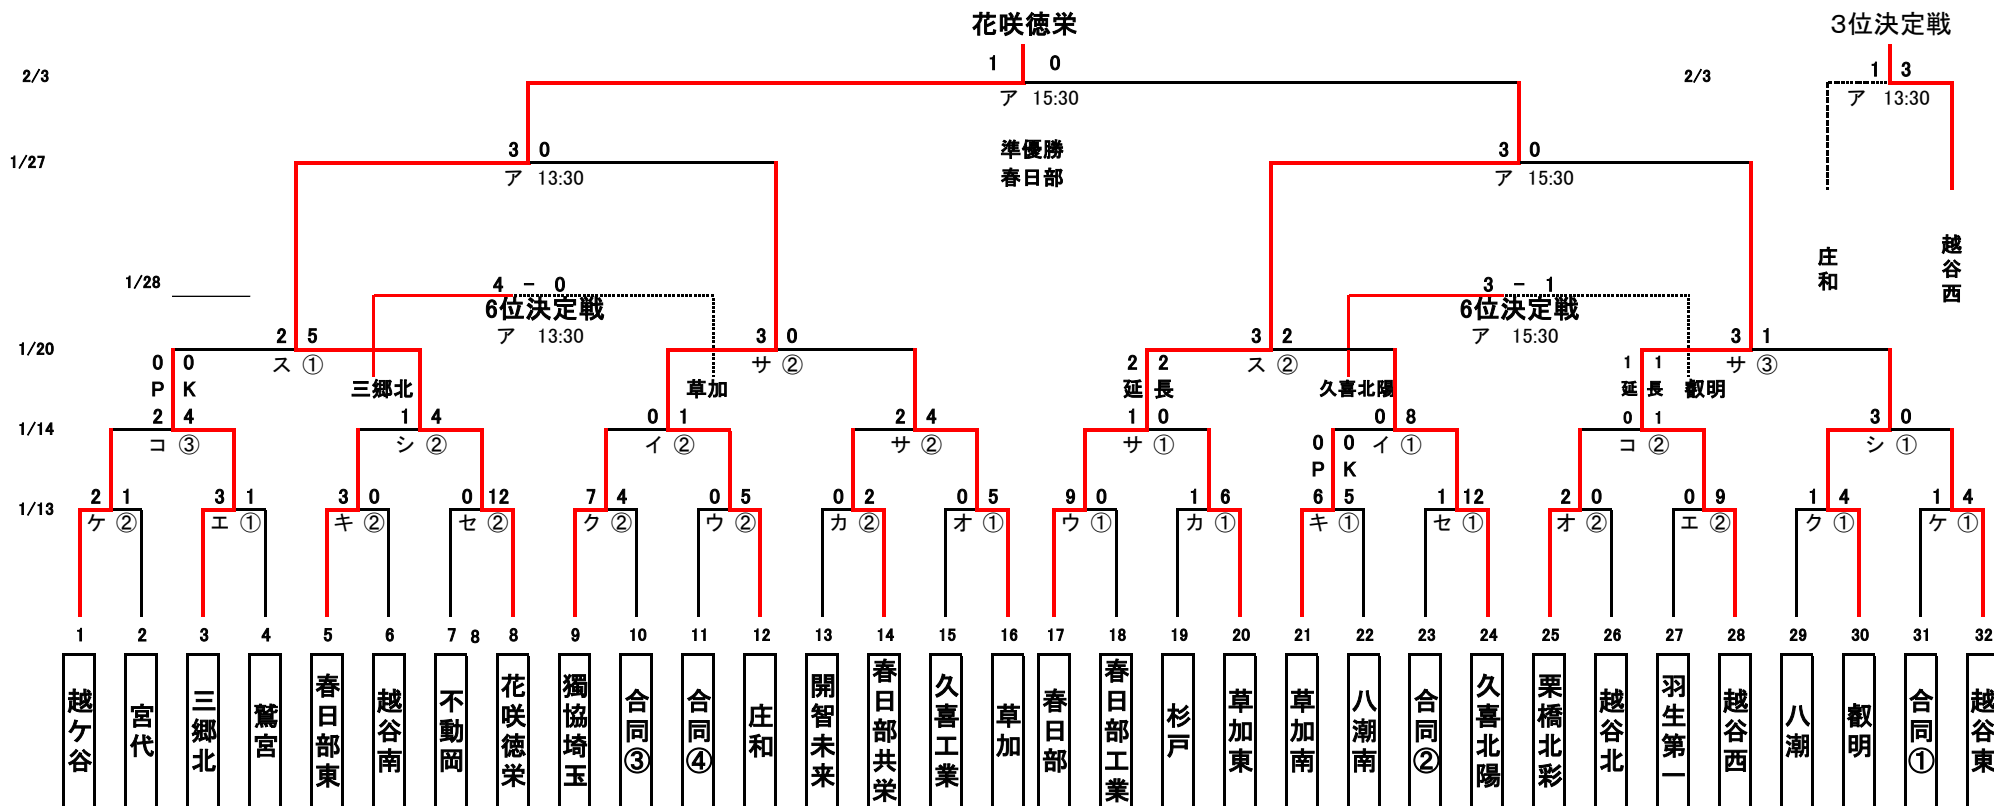 花咲徳栄 3位決定戦
2/3 1 0 2/3 1 3
ア 15:30 ア 13:30
1/27 3 0 準優勝 3 0
ア 13:30 春日部 ア 15:30
庄和 越谷西
1/28 4 － 0 3 － 1
6位決定戦 6位決定戦
ア 13:30 ア 15:30
1/20 2 5 3 0 3 2 3 1
ス ① サ ② ス ② サ ③
0 0 2 2 1 1
P K 三郷北 草加 延 長 久喜北陽 延 長 叡明
1/14 2 4 1 4 0 1 2 4 1 0 0 8 0 1 3 0
コ ③ シ ② イ ② サ ② サ ① イ ① コ ② シ ①
0 0
P K
1/13 2 1 3 1 3 0 0 12 7 4 0 5 0 2 0 5 9 0 1 6 6 5 1 12 2 0 0 9 1 4 1 4
ケ ② エ ① キ ② セ ② ク ② ウ ② カ ② オ ① ウ ① カ ① キ ① セ ① オ ② エ ② ク ① ケ ①
1 2 3 4 5 6 7 8 8 9 10 11 12 13 14 15 16 17 18 19 20 21 22 23 24 25 26 27 28 29 30 31 32
越ケ谷
宮代
三郷北
鷲宮
春日部東
越谷南
不動岡
花咲徳栄
獨協埼玉
合同③
合同④
庄和
開智未来
春日部共栄
久喜工業
草加
春日部
春日部工業
杉戸
草加東
草加南
八潮南
合同②
久喜北陽
栗橋北彩
越谷北
羽生第一
越谷西
八潮
叡明
合同①
越谷東